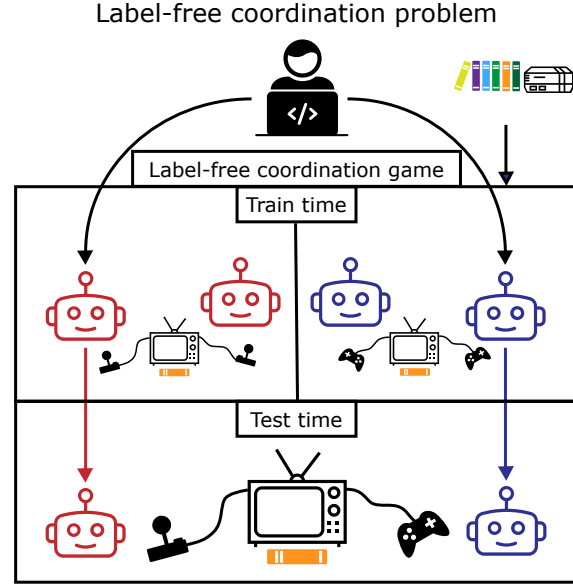 Label-free coordination problem
</>
Label-free coordination game
Train time
Test time